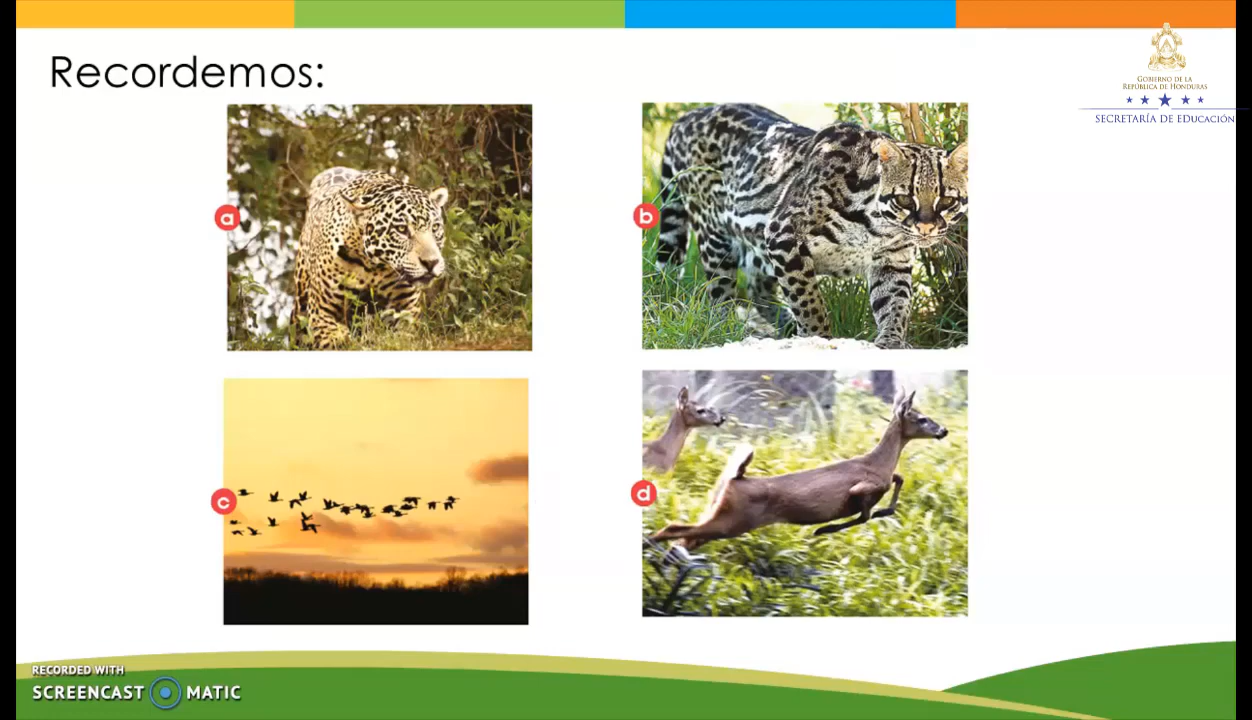 Recordemos:
GOBIERNO DE LA
REPÚBLICA DE HONDURAS
SECRETARÍA DE EDUCACIÓN
a
b
c
d
RECORDED WITH
SCREENCAST MATIC